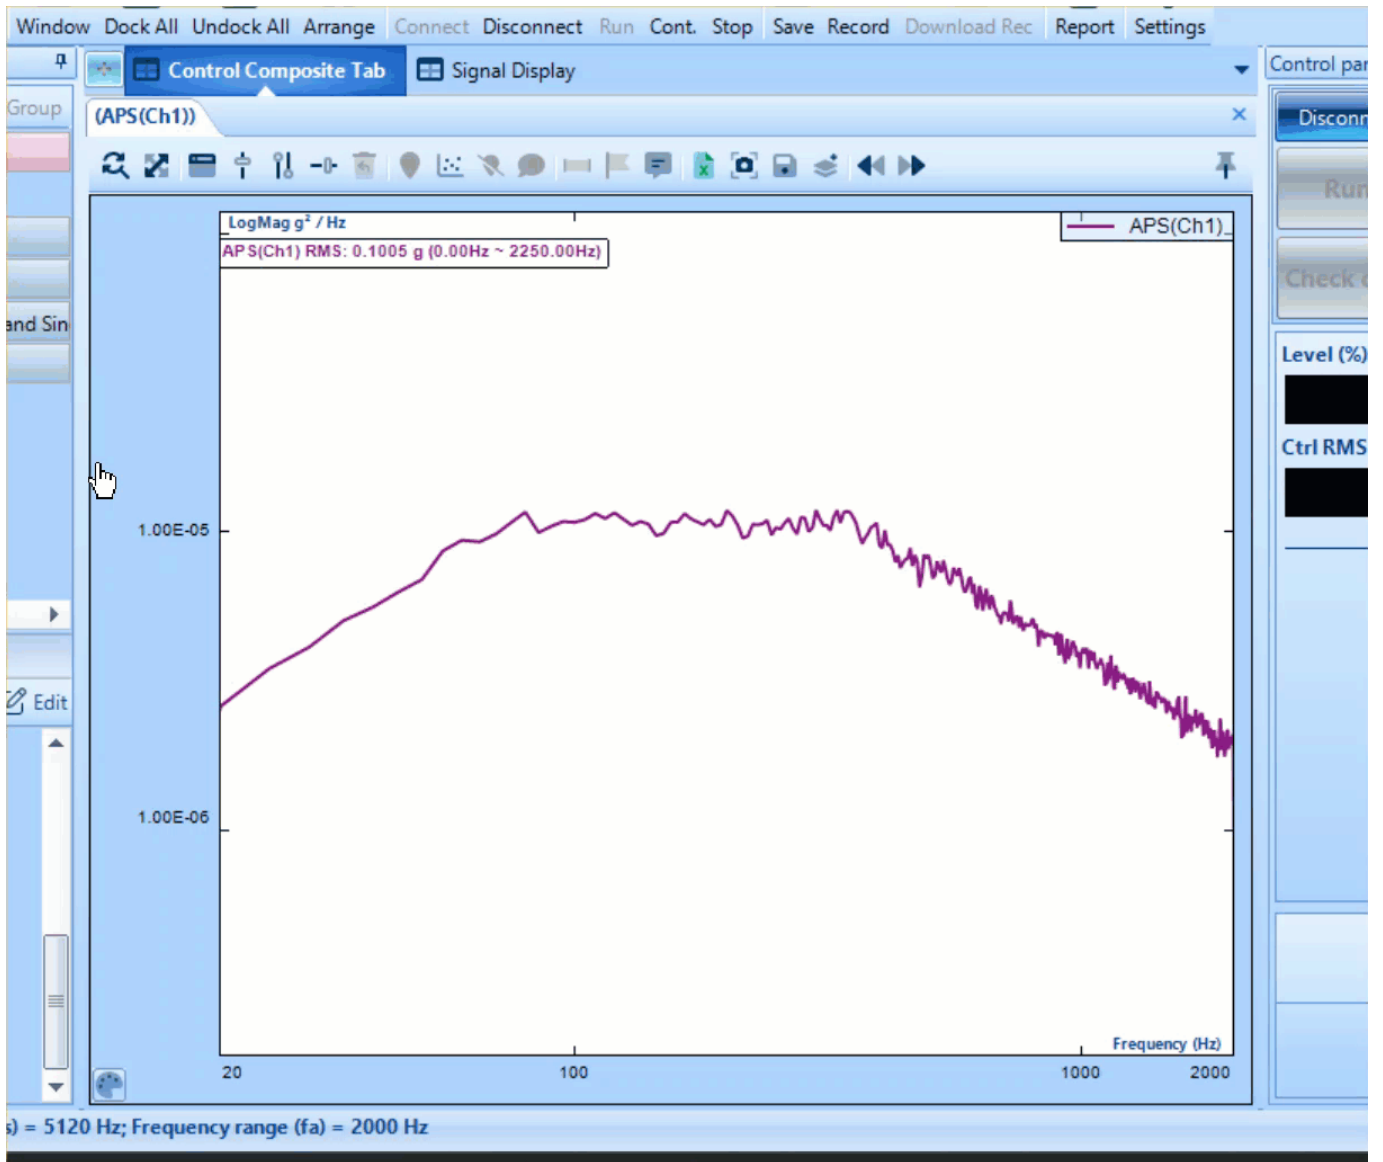 Window Dock All Undock All Arrange Connect Disconnect Run Cont. Stop Save Record Download Rec Report Settings
Control Composite Tab Signal Display
Control par
Group
(APS(Ch1))
Disconn
Run
Check
Level (%)
Ctrl RMS
and Sin
Edit
LogMag g² / Hz
APS(Ch1)
APS(Ch1) RMS: 0.1005 g (0.00Hz ~ 2250.00Hz)
1.00E-05
1.00E-06
Frequency (Hz)
20 100 1000 2000
s) = 5120 Hz; Frequency range (fa) = 2000 Hz